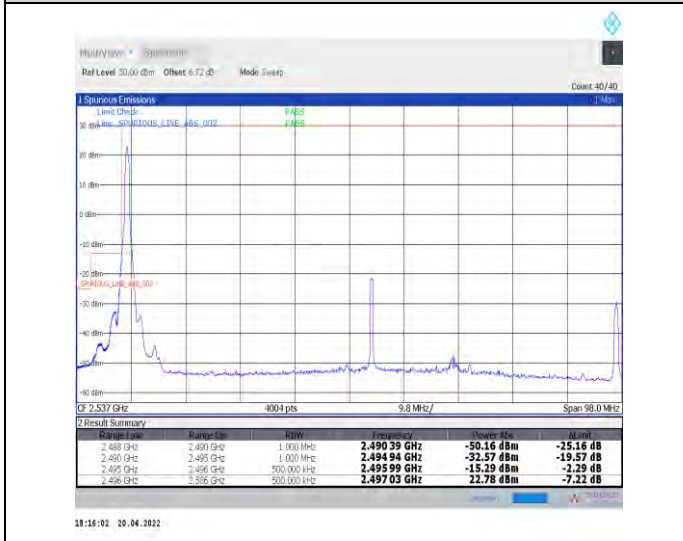 MultiView Spectrum
Ref Level 30.00 dBm Offset 6.72 dB Mode Sweep
Count 40/40
1 Spurious Emissions
Limit Check PASS
Line SPURIOUS_LINE_ABS_002 PASS
30 dBm
20 dBm
10 dBm
0 dBm
-10 dBm
-20 dBm
SPURIOUS_LINE_ABS_002
-30 dBm
-40 dBm
-50 dBm
-60 dBm
CF 2.537 GHz 4004 pts 9.8 MHz/ Span 98.0 MHz
2 Result Summary
Range Low Range Up RBW Frequency Power Abs ΔLimit
2.488 GHz 2.490 GHz 1.000 MHz 2.490 39 GHz -50.16 dBm -25.16 dB
2.490 GHz 2.495 GHz 1.000 MHz 2.494 94 GHz -32.57 dBm -19.57 dB
2.495 GHz 2.496 GHz 500.000 kHz 2.495 99 GHz -15.29 dBm -2.29 dB
2.496 GHz 2.586 GHz 500.000 kHz 2.497 03 GHz 22.78 dBm -7.22 dB
18:16:02 20.04.2022